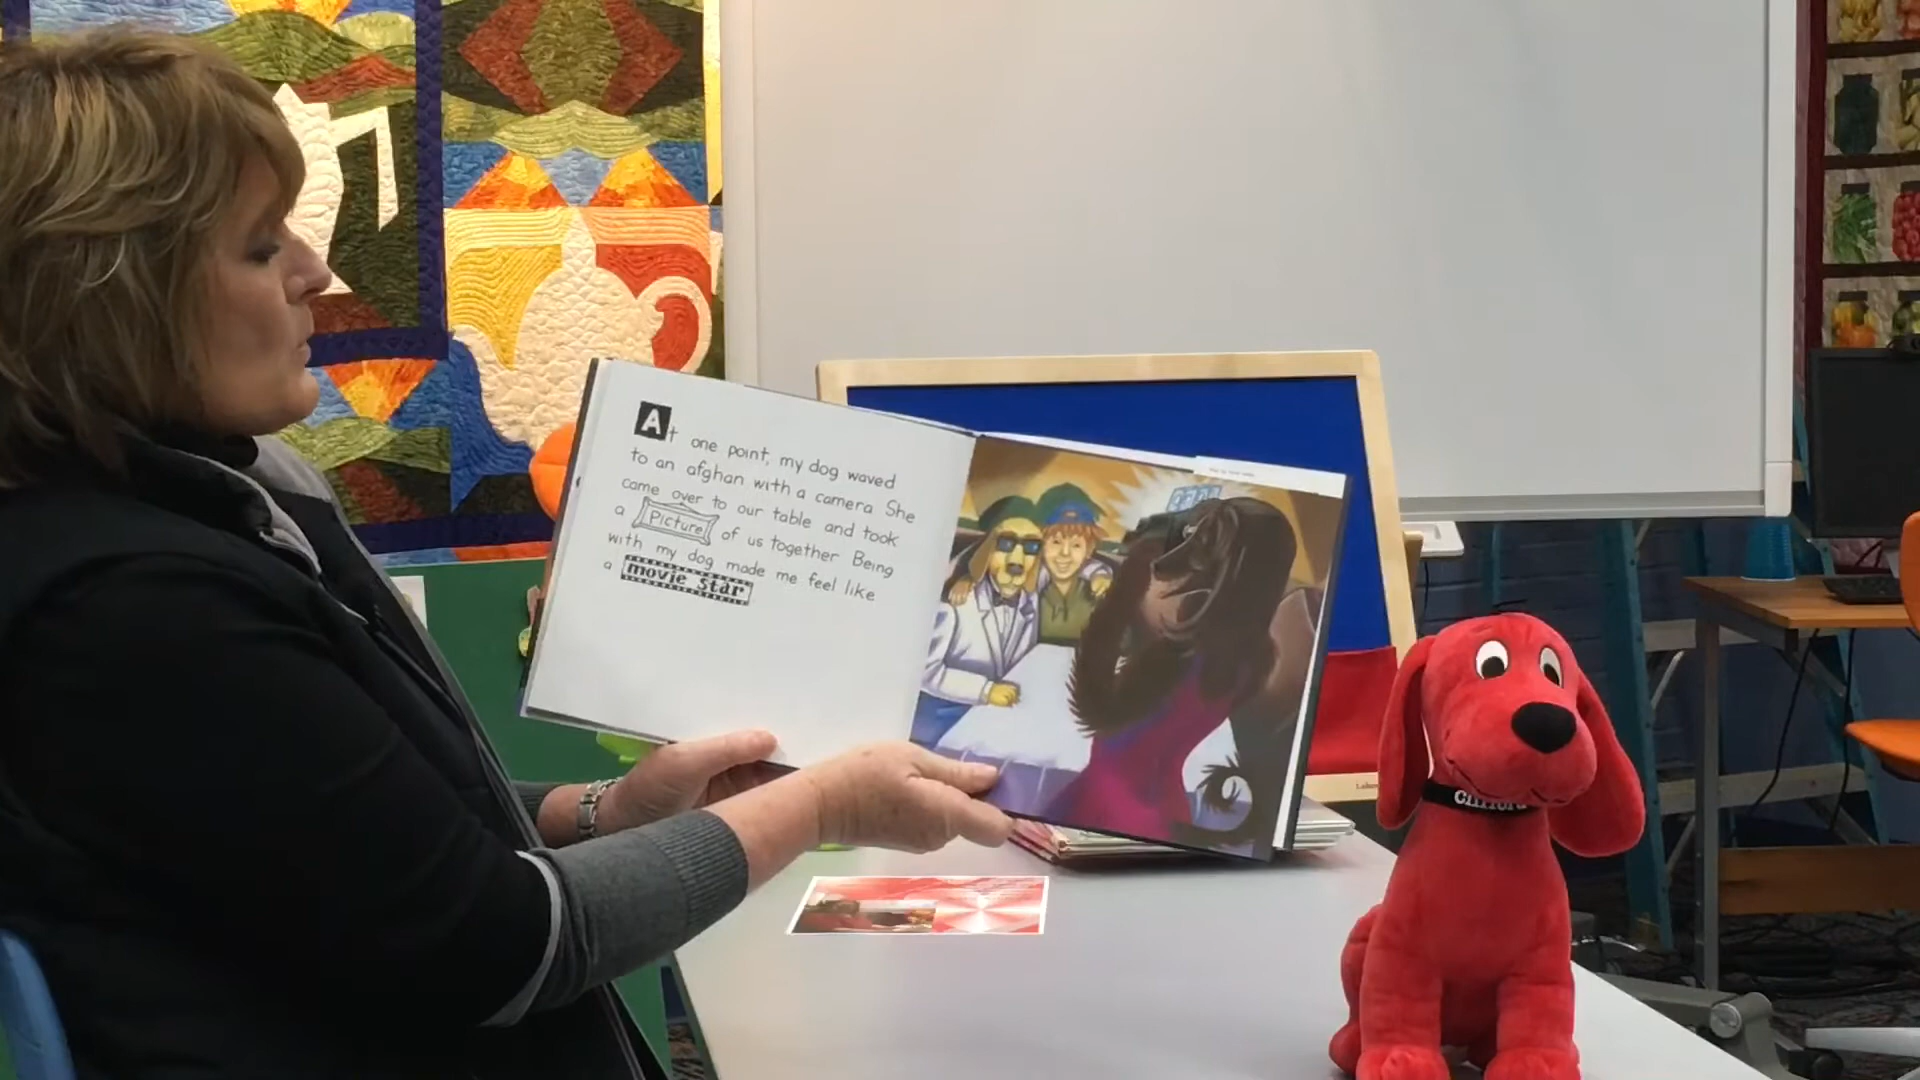 At one point, my dog waved
to an afghan with a camera. She
came over to our table and took
a Picture of us together Being
with my dog made me feel like
a movie star
Clifford